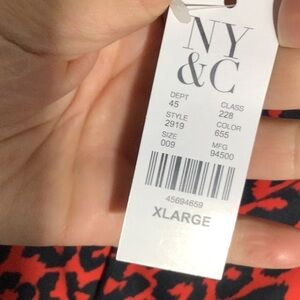 NY
&C
DEPT CLASS
45 228
STYLE COLOR
2919 655
SIZE MFG
009 94500
45694659
XLARGE